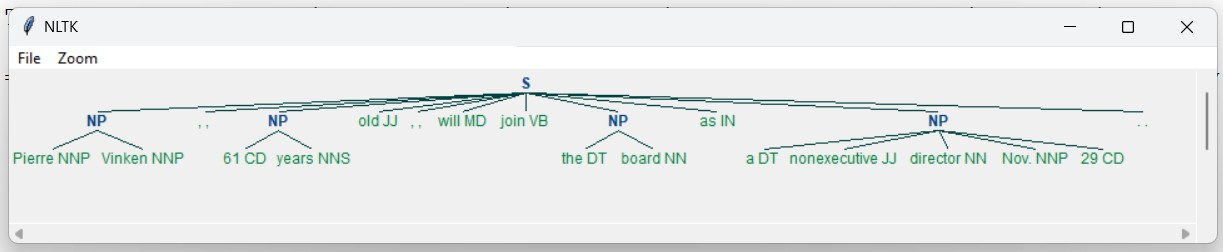 NLTK
File Zoom
S
NP , , NP old JJ , , will MD join VB NP as IN NP . .
Pierre NNP Vinken NNP 61 CD years NNS the DT board NN a DT nonexecutive JJ director NN Nov. NNP 29 CD